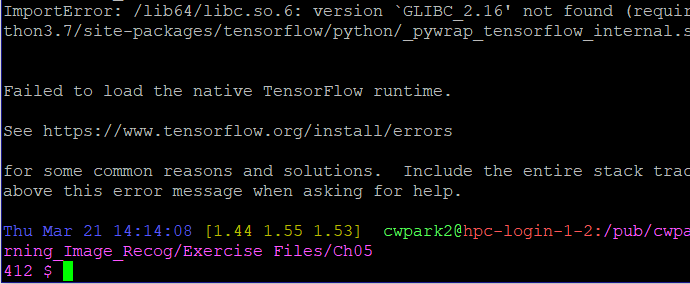 ImportError: /lib64/libc.so.6: version `GLIBC_2.16' not found (requir
thon3.7/site-packages/tensorflow/python/_pywrap_tensorflow_internal.s
Failed to load the native TensorFlow runtime.
See https://www.tensorflow.org/install/errors
for some common reasons and solutions.  Include the entire stack trac
above this error message when asking for help.
Thu Mar 21 14:14:08 [1.44 1.55 1.53]  cwpark2@hpc-login-1-2:/pub/cwpa
rning_Image_Recog/Exercise Files/Ch05
412 $